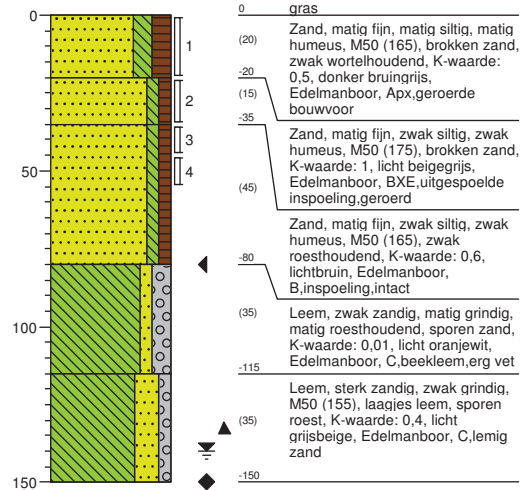 0
50
100
150
1
2
3
4
0 gras
(20)
Zand, matig fijn, matig siltig, matig
humeus, M50 (165), brokken zand,
zwak wortelhoudend, K-waarde:
0,5, donker bruingrijs,
Edelmanboor, Apx,geroerde
bouwvoor
-20
(15)
Zand, matig fijn, zwak siltig, zwak
humeus, M50 (175), brokken zand,
K-waarde: 1, licht beigegrijs,
Edelmanboor, BXE,uitgespoelde
inspoeling,geroerd
-35
(45)
Zand, matig fijn, zwak siltig, zwak
humeus, M50 (165), zwak
roesthoudend, K-waarde: 0,6,
lichtbruin, Edelmanboor,
B,inspoeling,intact
-80
(35)
Leem, zwak zandig, matig grindig,
matig roesthoudend, sporen zand,
K-waarde: 0,01, licht oranjewit,
Edelmanboor, C,beekleem,erg vet
-115
(35)
Leem, sterk zandig, zwak grindig,
M50 (155), laagjes leem, sporen
roest, K-waarde: 0,4, licht
grijsbeige, Edelmanboor, C,lemig
zand
-150